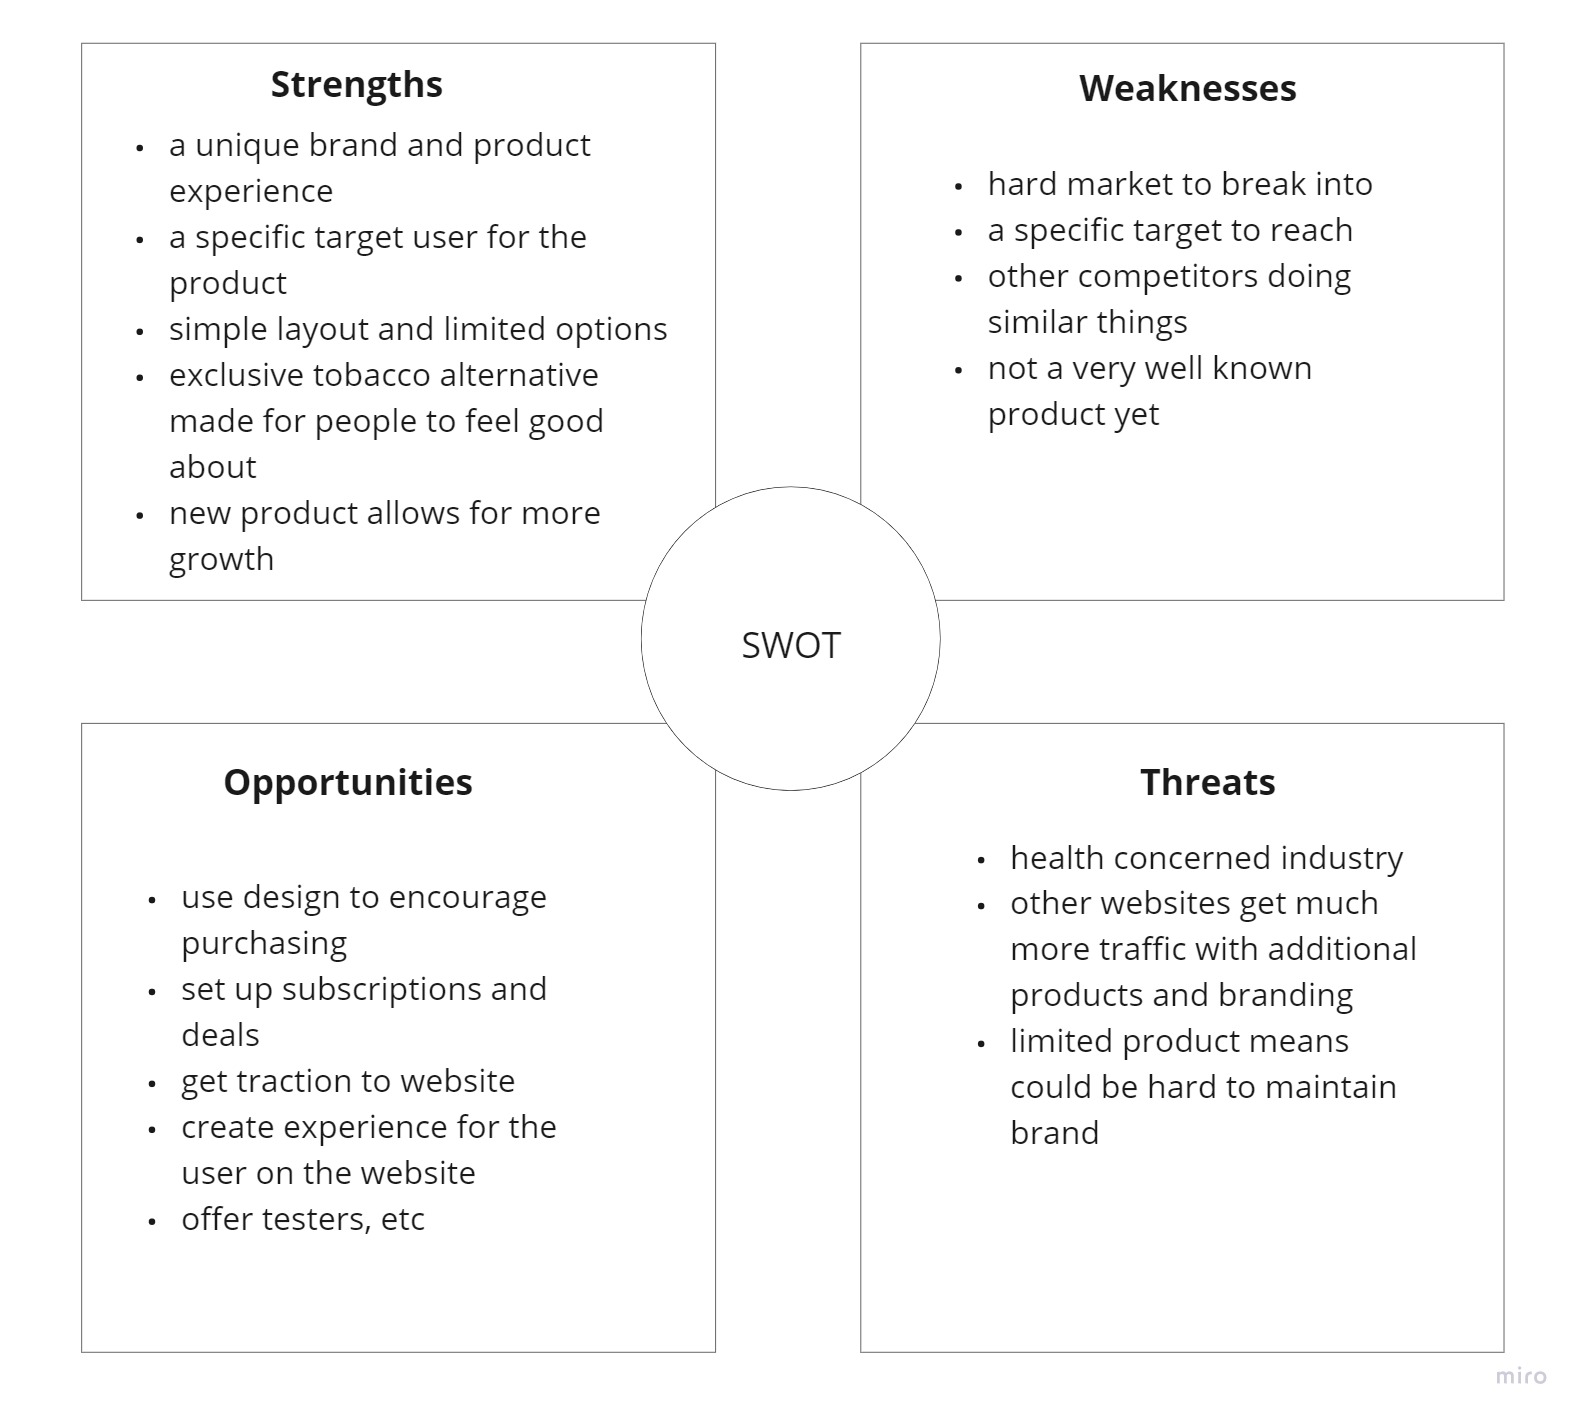 Strengths
• a unique brand and product
experience
• a specific target user for the
product
• simple layout and limited options
• exclusive tobacco alternative
made for people to feel good
about
• new product allows for more
growth
Weaknesses
• hard market to break into
• a specific target to reach
• other competitors doing
similar things
• not a very well known
product yet
SWOT
Opportunities
• use design to encourage
purchasing
• set up subscriptions and
deals
• get traction to website
• create experience for the
user on the website
• offer testers, etc
Threats
• health concerned industry
• other websites get much
more traffic with additional
products and branding
• limited product means
could be hard to maintain
brand
miro